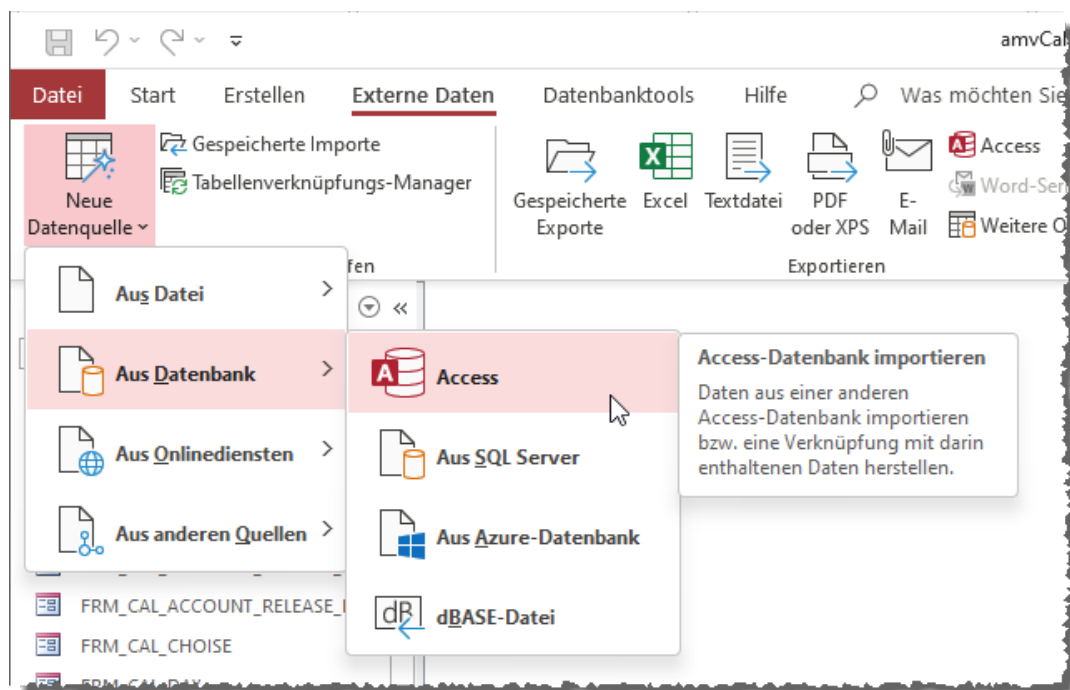 amvCal
Datei Start Erstellen Externe Daten Datenbanktools Hilfe Was möchten Sie
Neue
Datenquelle
Gespeicherte Importe
Tabellenverknüpfungs-Manager
Gespeicherte
Exporte
Excel
Textdatei
PDF
oder XPS
E-
Mail
Access
Word-Ser
Weitere O
fen
Exportieren
Aus Datei
Aus Datenbank
Aus Onlinediensten
Aus anderen Quellen
Access
Aus SQL Server
Aus Azure-Datenbank
dBASE-Datei
Access-Datenbank importieren
Daten aus einer anderen
Access-Datenbank importieren
bzw. eine Verknüpfung mit darin
enthaltenen Daten herstellen.
FRM_CAL_ACCOUNT_RELEASE_
FRM_CAL_CHOISE